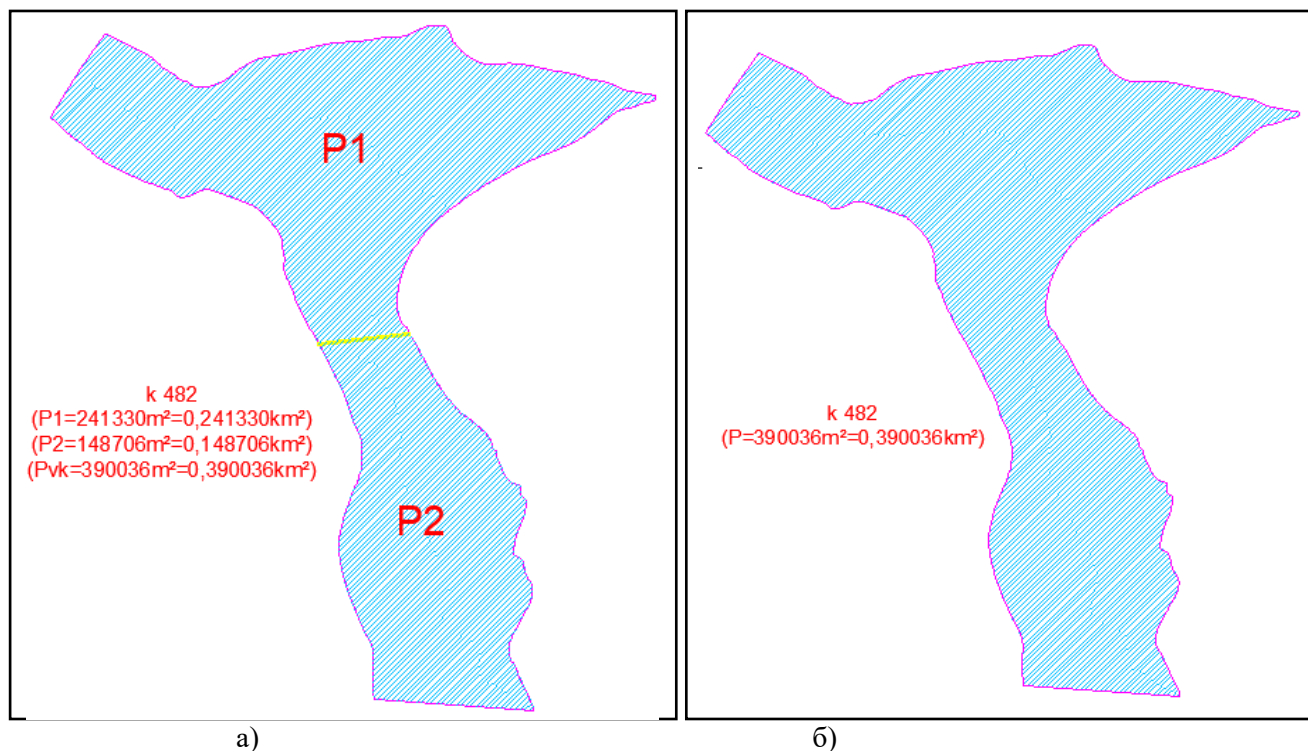 P1
k 482
(P1=241330m²=0,241330km²)
(P2=148706m²=0,148706km²)
(Pvk=390036m²=0,390036km²)
P2
а)
k 482
(P=390036m²=0,390036km²)
б)